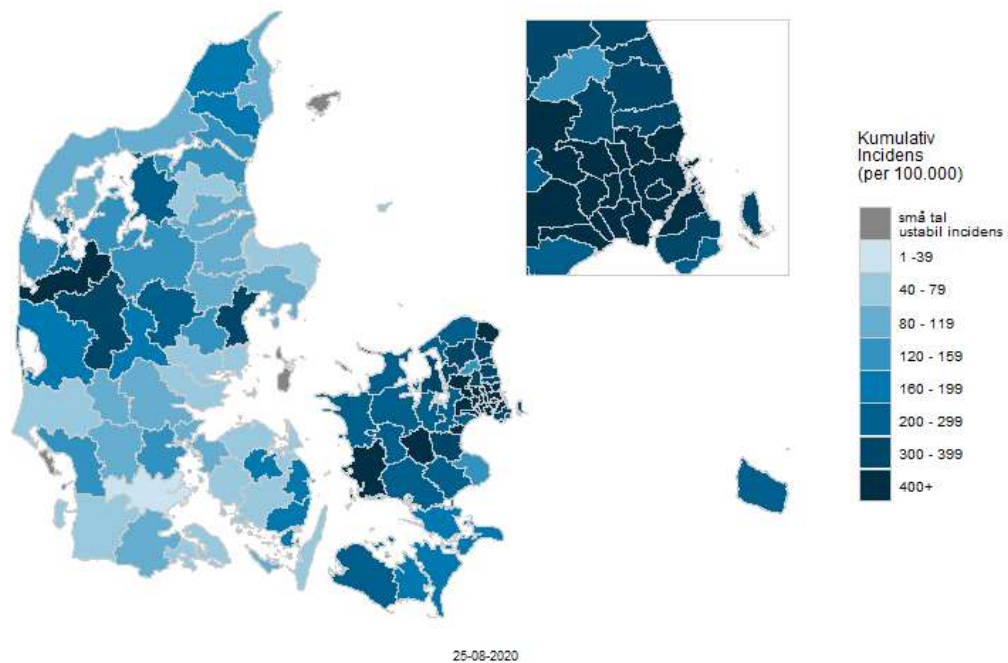 Kumulativ
Incidens
(per 100.000)
små tal
ustabil incidens
1 -39
40 - 79
80 - 119
120 - 159
160 - 199
200 - 299
300 - 399
400+
25-08-2020